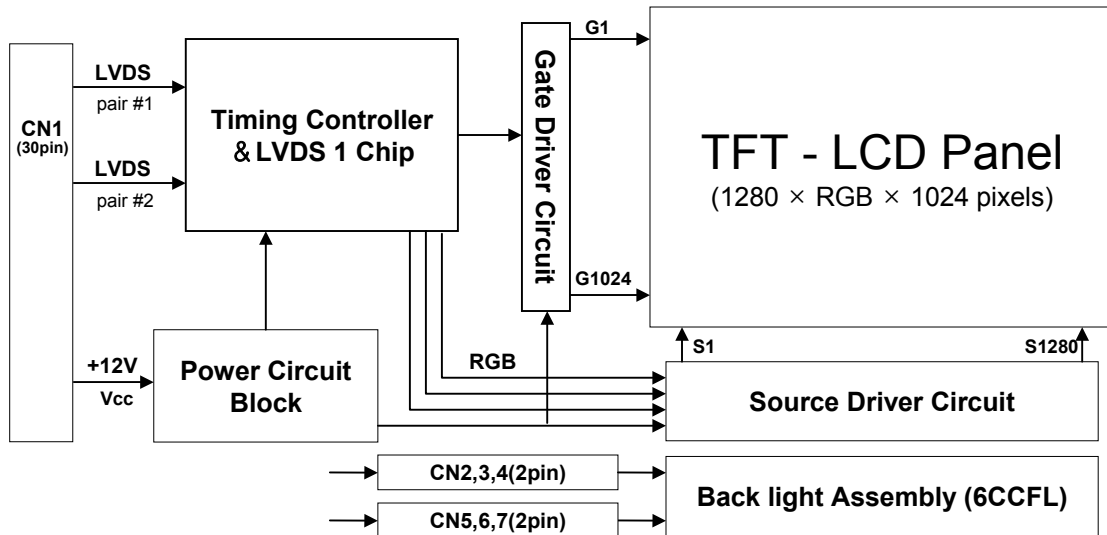 CN1
(30pin)
LVDS
pair #1
LVDS
pair #2
+12V
Vcc
Timing Controller
& LVDS 1 Chip
Power Circuit
Block
RGB
Gate Driver Circuit
G1
G1024
TFT - LCD Panel
(1280 × RGB × 1024 pixels)
S1
S1280
Source Driver Circuit
CN2,3,4(2pin)
CN5,6,7(2pin)
Back light Assembly (6CCFL)